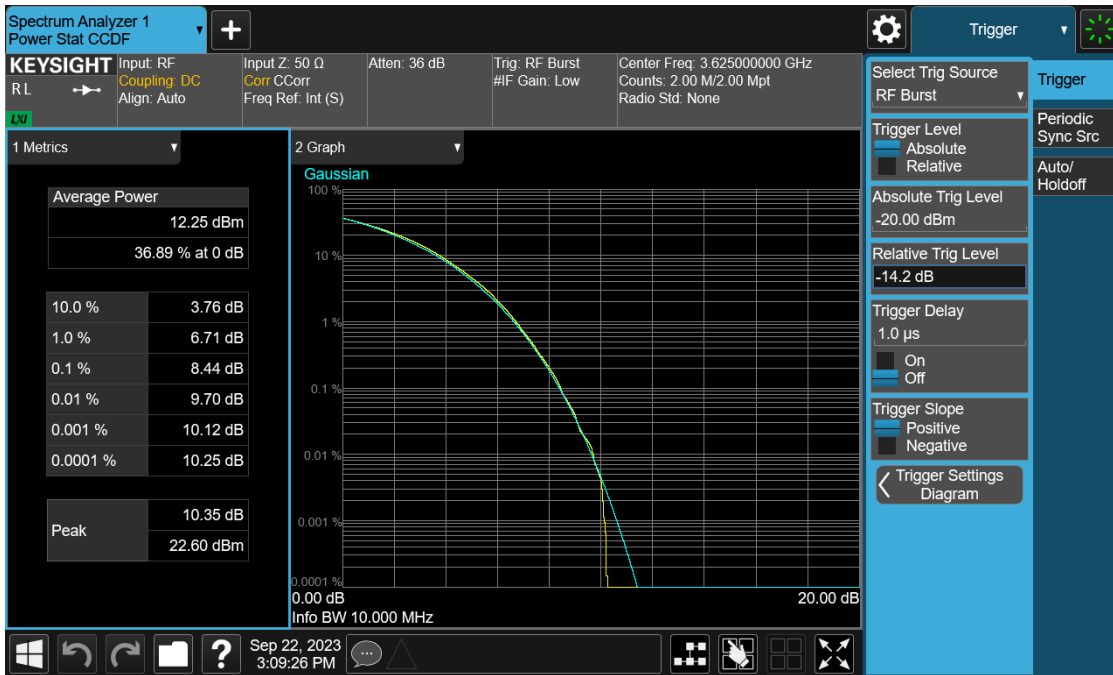 Spectrum Analyzer 1
Power Stat CCDF
+
Trigger
KEYSIGHT
R L
LXI
Input: RF
Coupling: DC
Align: Auto
Input Z: 50 Ω
Corr CCorr
Freq Ref: Int (S)
Atten: 36 dB
Trig: RF Burst
#IF Gain: Low
Center Freq: 3.625000000 GHz
Counts: 2.00 M/2.00 Mpt
Radio Std: None
1 Metrics
Average Power
12.25 dBm
36.89 % at 0 dB
10.0 % 3.76 dB
1.0 % 6.71 dB
0.1 % 8.44 dB
0.01 % 9.70 dB
0.001 % 10.12 dB
0.0001 % 10.25 dB
Peak
10.35 dB
22.60 dBm
2 Graph
Gaussian
100 %
10 %
1 %
0.1 %
0.01 %
0.001 %
0.0001 %
0.00 dB 20.00 dB
Info BW 10.000 MHz
Select Trig Source
RF Burst
Trigger Level
Absolute
Relative
Absolute Trig Level
-20.00 dBm
Relative Trig Level
-14.2 dB
Trigger Delay
1.0 µs
On
Off
Trigger Slope
Positive
Negative
Trigger Settings
Diagram
Trigger
Periodic
Sync Src
Auto/
Holdoff
?
Sep 22, 2023
3:09:26 PM